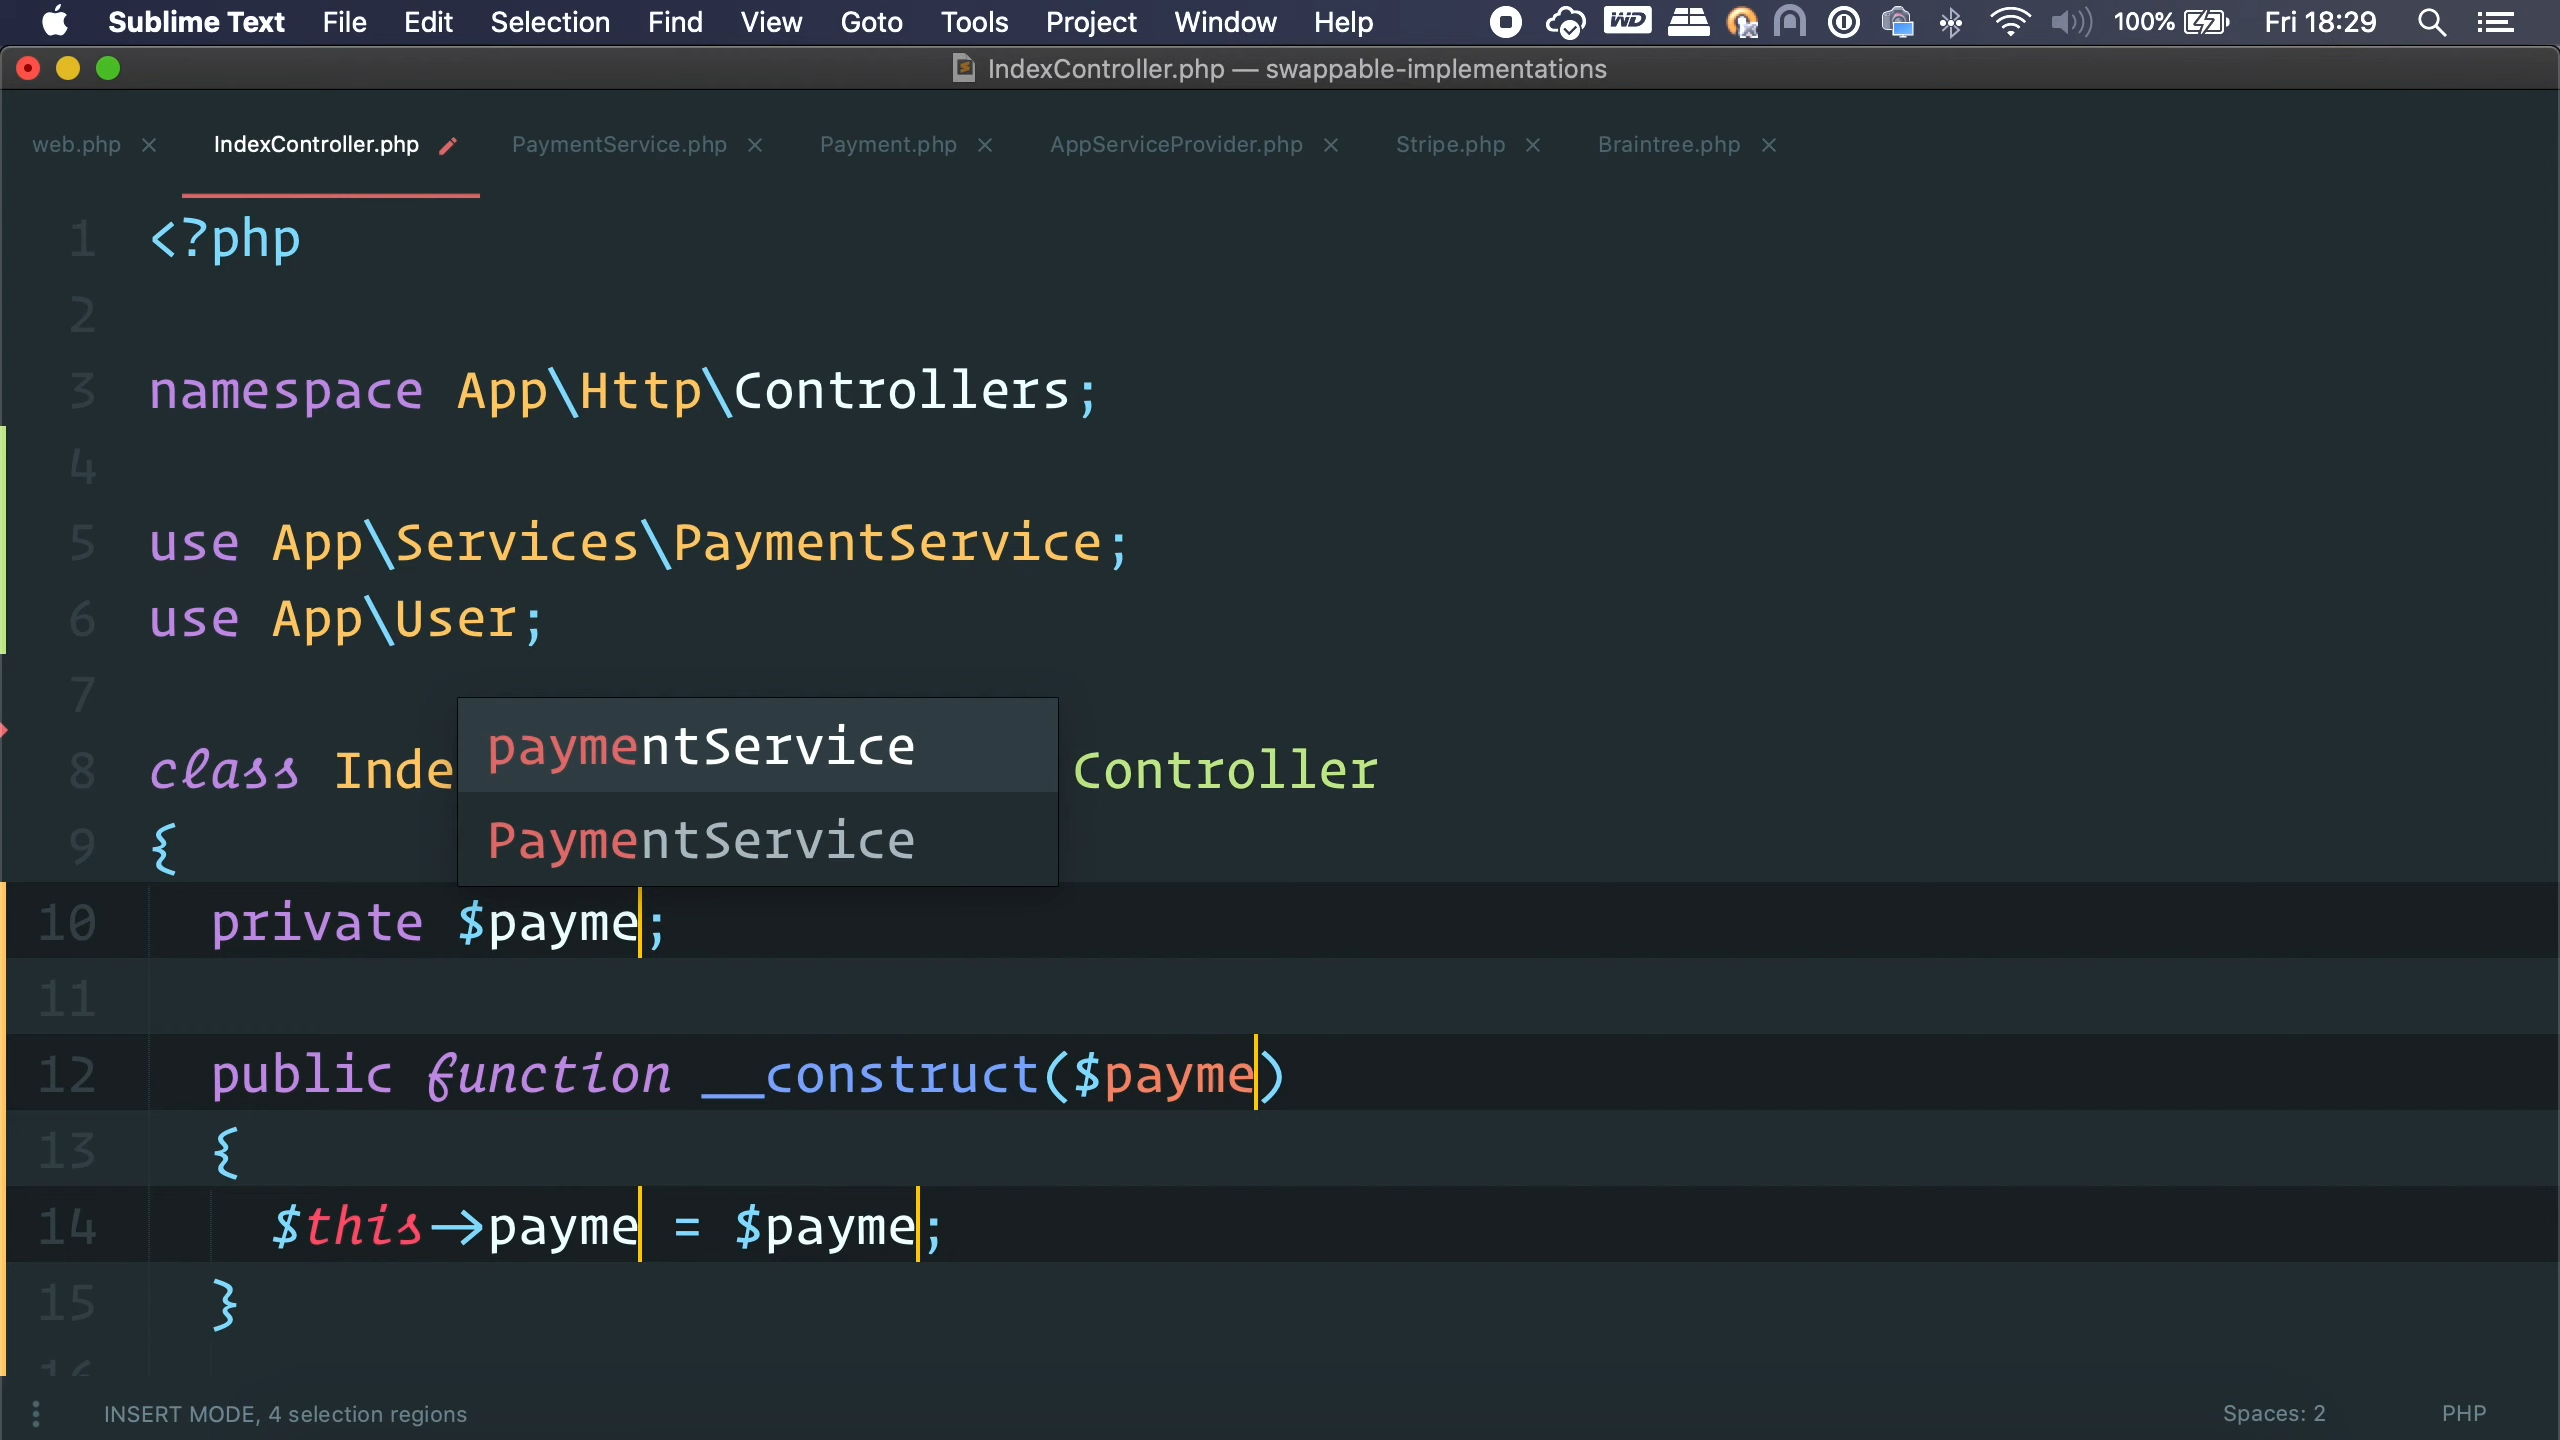 Sublime Text File Edit Selection Find View Goto Tools Project Window Help WD 100% Fri 18:29
IndexController.php — swappable-implementations
web.php × IndexController.php PaymentService.php × Payment.php × AppServiceProvider.php × Stripe.php × Braintree.php ×
1 <?php
2
3 namespace App\Http\Controllers;
4
5 use App\Services\PaymentService;
6 use App\User;
7
paymentService
8 class Inde Controller
PaymentService
9 {
10 private $payme;
11
12 public function __construct($payme)
13 {
14 $this->payme = $payme;
15 }
16
INSERT MODE, 4 selection regions Spaces: 2 PHP